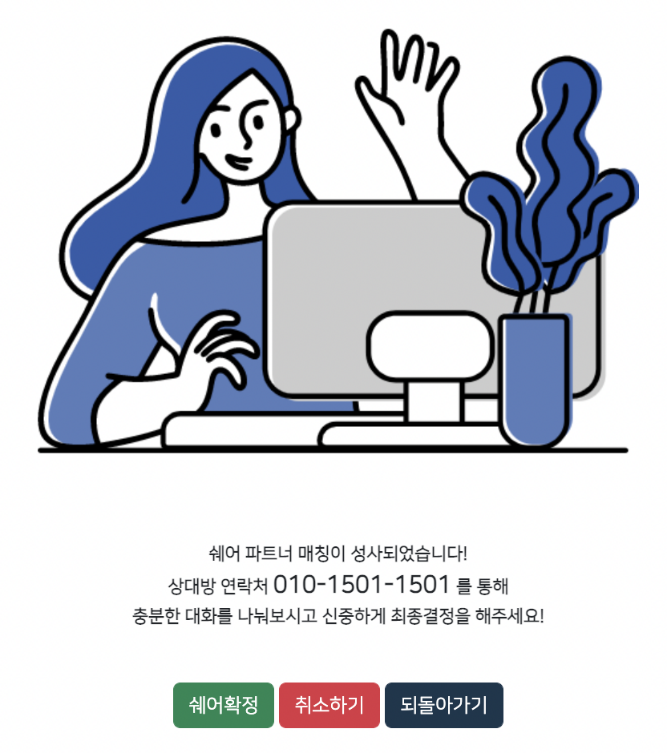 쉐어 파트너 매칭이 성사되었습니다!
상대방 연락처 010-1501-1501 를 통해
충분한 대화를 나눠보시고 신중하게 최종결정을 해주세요!
쉐어확정 취소하기 되돌아가기